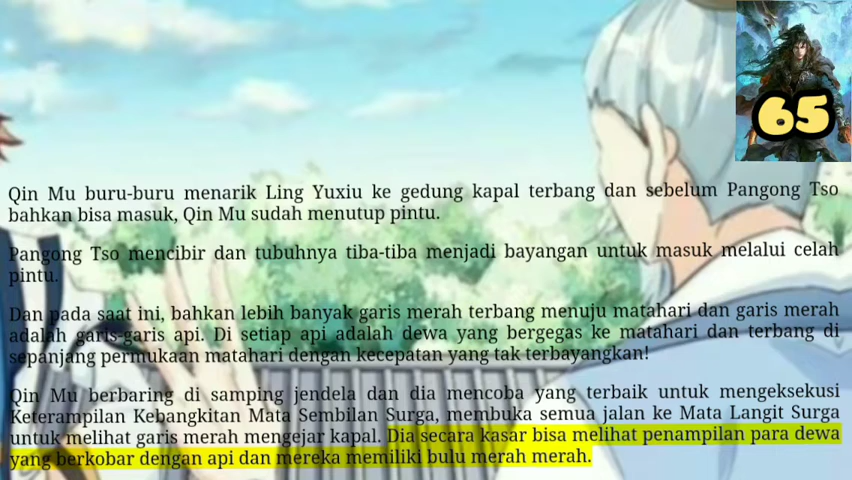 65
Qin Mu buru-buru menarik Ling Yuxiu ke gedung kapal terbang dan sebelum Pangong Tso
bahkan bisa masuk, Qin Mu sudah menutup pintu.
Pangong Tso mencibir dan tubuhnya tiba-tiba menjadi bayangan untuk masuk melalui celah
pintu.
Dan pada saat ini, bahkan lebih banyak garis merah terbang menuju matahari dan garis merah
adalah garis-garis api. Di setiap api adalah dewa yang bergegas ke matahari dan terbang di
sepanjang permukaan matahari dengan kecepatan yang tak terbayangkan!
Qin Mu berbaring di samping jendela dan dia mencoba yang terbaik untuk mengeksekusi
Keterampilan Kebangkitan Mata Sembilan Surga, membuka semua jalan ke Mata Langit Surga
untuk melihat garis merah mengejar kapal. Dia secara kasar bisa melihat penampilan para dewa
yang berkobar dengan api dan mereka memiliki bulu merah merah.